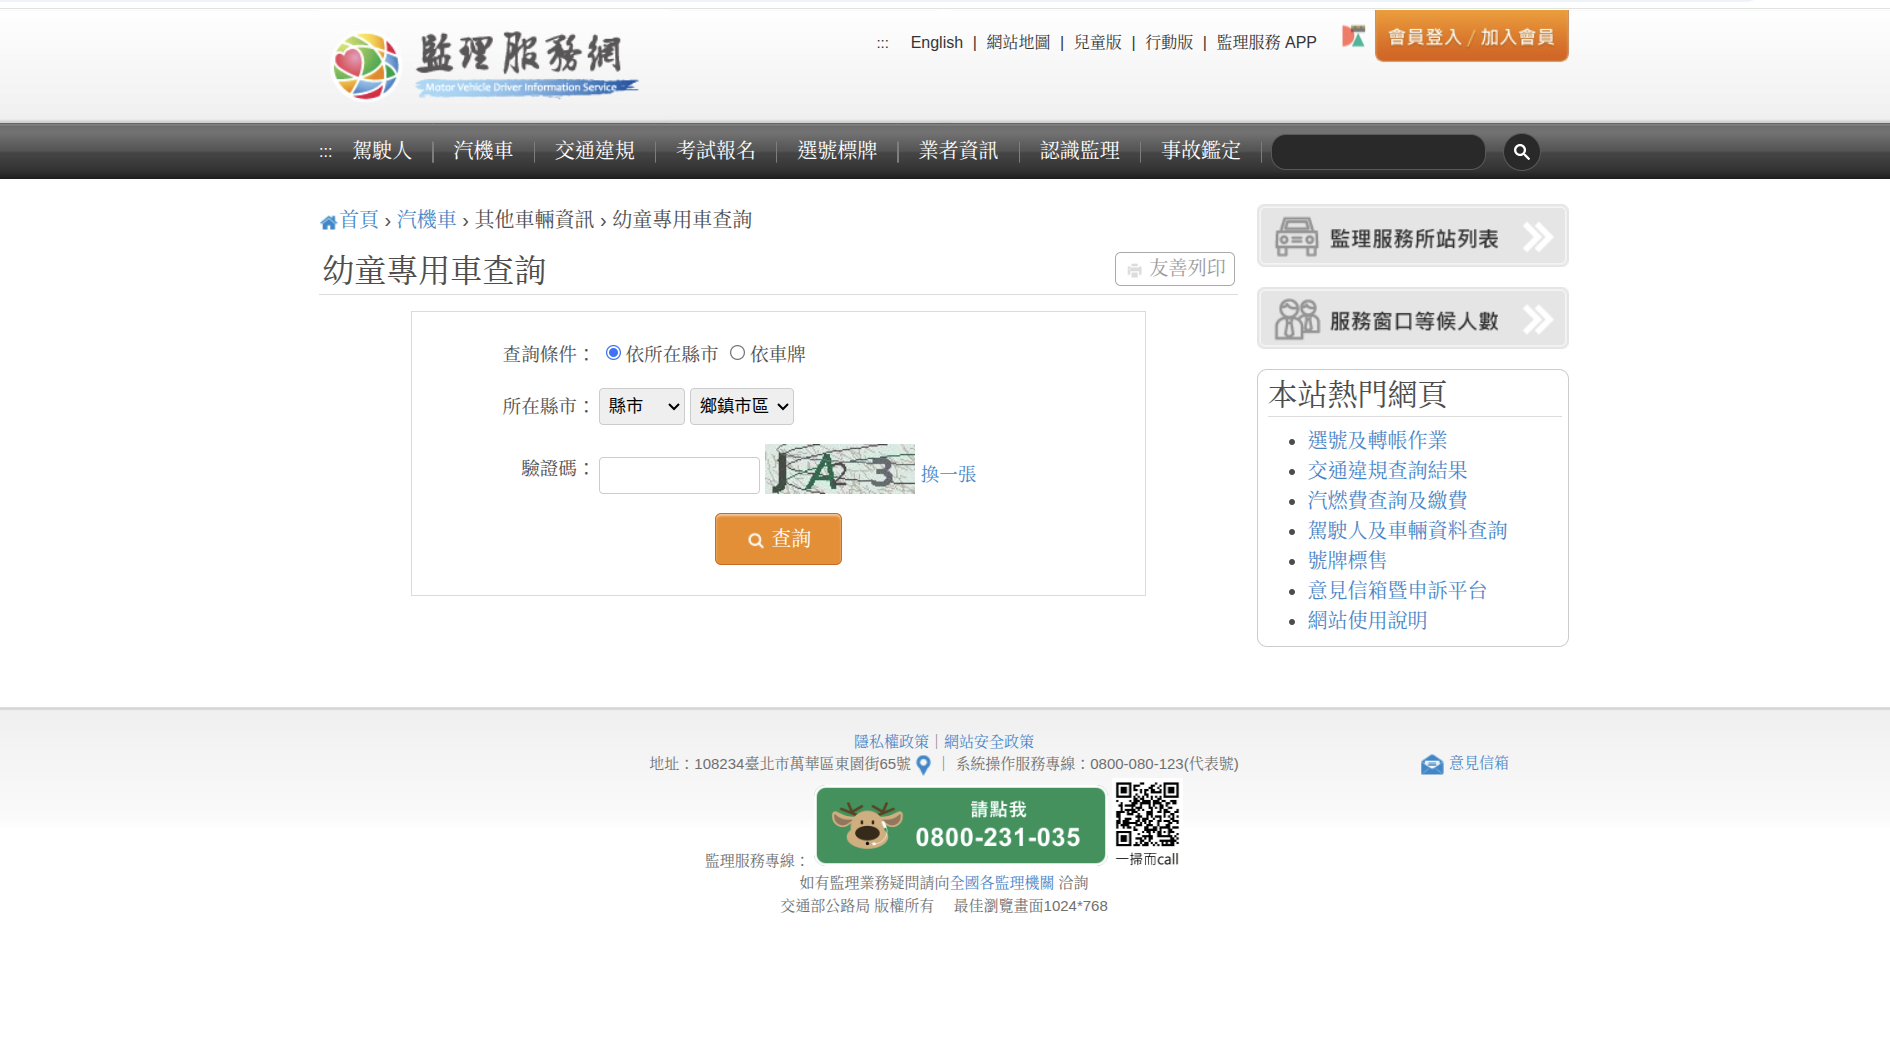 監理服務網
Motor Vehicle Driver Information Service
::: English | 網站地圖 | 兒童版 | 行動版 | 監理服務 APP
會員登入 / 加入會員
::: 駕駛人 汽機車 交通違規 考試報名 選號標牌 業者資訊 認識監理 事故鑑定
首頁 › 汽機車 › 其他車輛資訊 › 幼童專用車查詢
幼童專用車查詢
友善列印
查詢條件： 依所在縣市 依車牌
所在縣市： 縣市 鄉鎮市區
驗證碼： JA23 換一張
查詢
監理服務所站列表
服務窗口等候人數
本站熱門網頁
• 選號及轉帳作業
• 交通違規查詢結果
• 汽燃費查詢及繳費
• 駕駛人及車輛資料查詢
• 號牌標售
• 意見信箱暨申訴平台
• 網站使用說明
隱私權政策｜網站安全政策
地址：108234臺北市萬華區東園街65號 ｜ 系統操作服務專線：0800-080-123(代表號)
意見信箱
監理服務專線：
請點我
0800-231-035
一掃而call
如有監理業務疑問請向全國各監理機關 洽詢
交通部公路局 版權所有 最佳瀏覽畫面1024*768